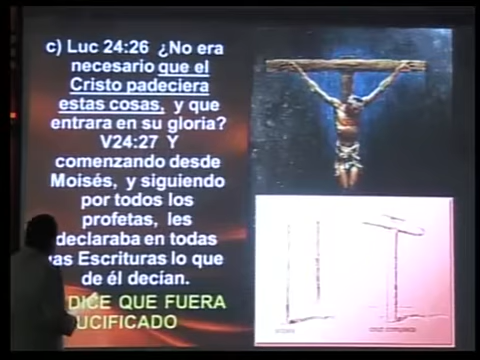 c) Luc 24:26 ¿No era
necesario que el
Cristo padeciera
estas cosas, y que
entrara en su gloria?
V24:27 Y
comenzando desde
Moisés, y siguiendo
por todos los
profetas, les
declaraba en todas
as Escrituras lo que
de él decían.
DICE QUE FUERA
UCIFICADO